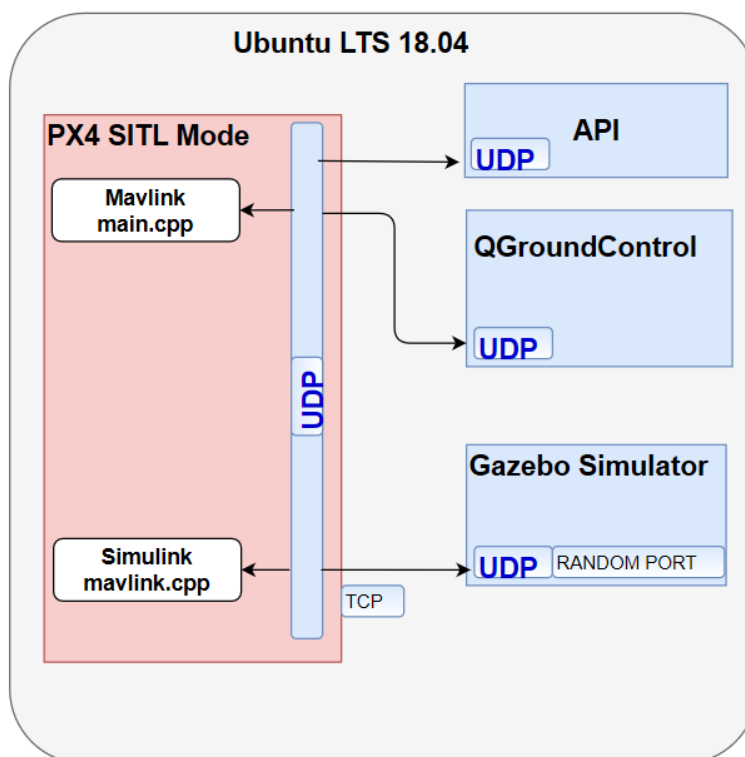 Ubuntu LTS 18.04
PX4 SITL Mode
Mavlink
main.cpp
UDP
Simulink
mavlink.cpp
TCP
API
UDP
QGroundControl
UDP
Gazebo Simulator
UDP
RANDOM PORT